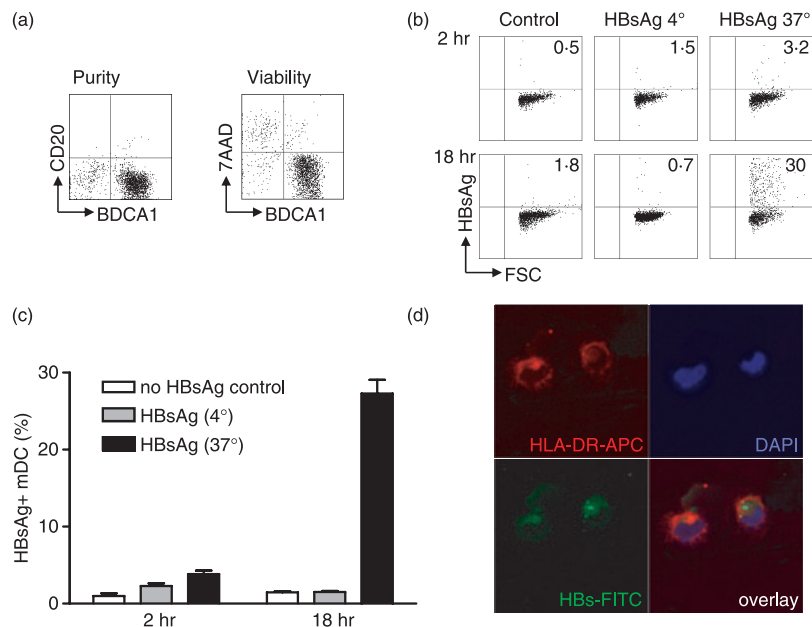 (a)
Purity
CD20
BDCA1
Viability
7AAD
BDCA1
(b)
Control
HBsAg 4°
HBsAg 37°
2 hr
0·5
1·5
3·2
18 hr
1·8
0·7
30
HBsAg
FSC
(c)
HBsAg+ mDC (%)
30
20
10
0
no HBsAg control
HBsAg (4°)
HBsAg (37°)
2 hr
18 hr
(d)
HLA-DR-APC
DAPI
HBs-FITC
overlay